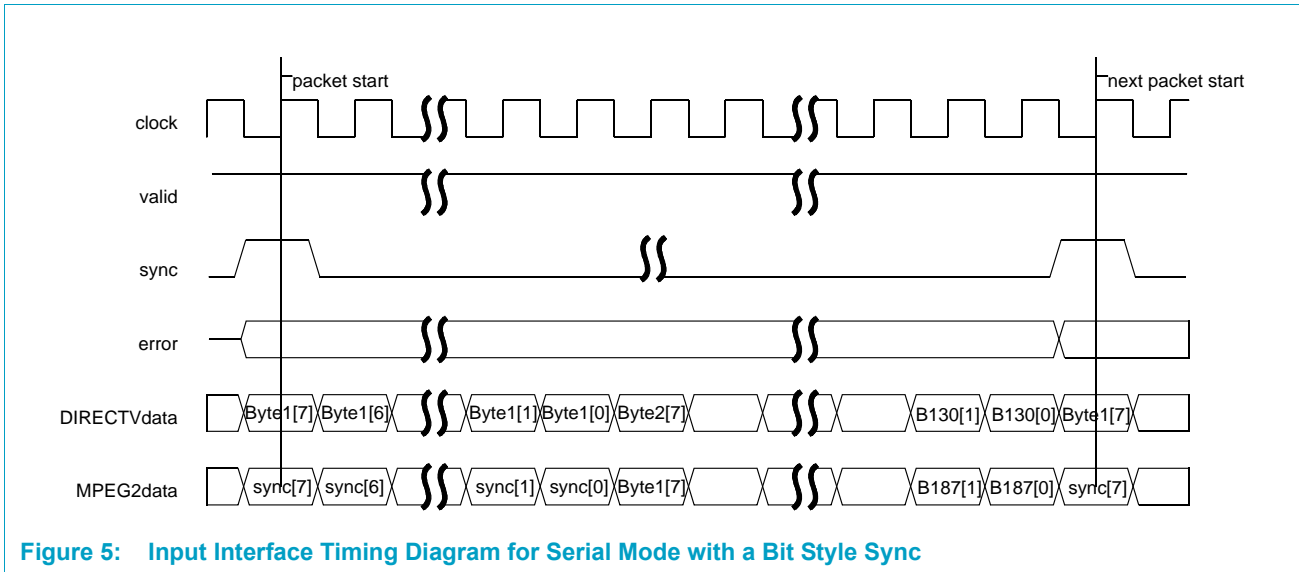 packet start
next packet start
clock
valid
sync
error
DIRECTVdata Byte1[7] Byte1[6] Byte1[1] Byte1[0] Byte2[7] B130[1] B130[0] Byte1[7]
MPEG2data sync[7] sync[6] sync[1] sync[0] Byte1[7] B187[1] B187[0] sync[7]
Figure 5: Input Interface Timing Diagram for Serial Mode with a Bit Style Sync